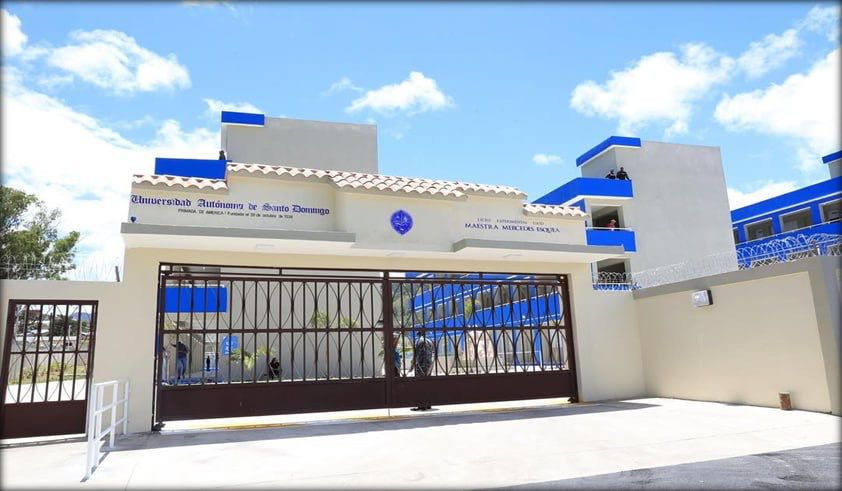 Universidad Autónoma de Santo Domingo
PRIMADA DE AMERICA | Fundada el 28 de octubre de 1538
LICEO EXPERIMENTAL UASD
MAESTRA MERCEDES ESQUEA